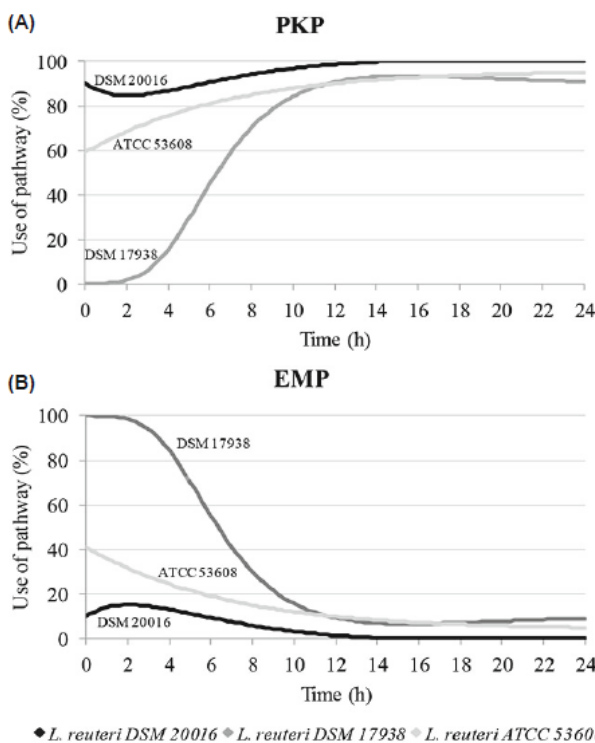 (A)
PKP
100
80
60
40
20
0
Use of pathway (%)
DSM 20016
ATCC 53608
DSM 17938
0 2 4 6 8 10 12 14 16 18 20 22 24
Time (h)
(B)
EMP
100
80
60
40
20
0
Use of pathway (%)
DSM 17938
ATCC 53608
DSM 20016
0 2 4 6 8 10 12 14 16 18 20 22 24
Time (h)
L. reuteri DSM 20016 L. reuteri DSM 17938 L. reuteri ATCC 5360